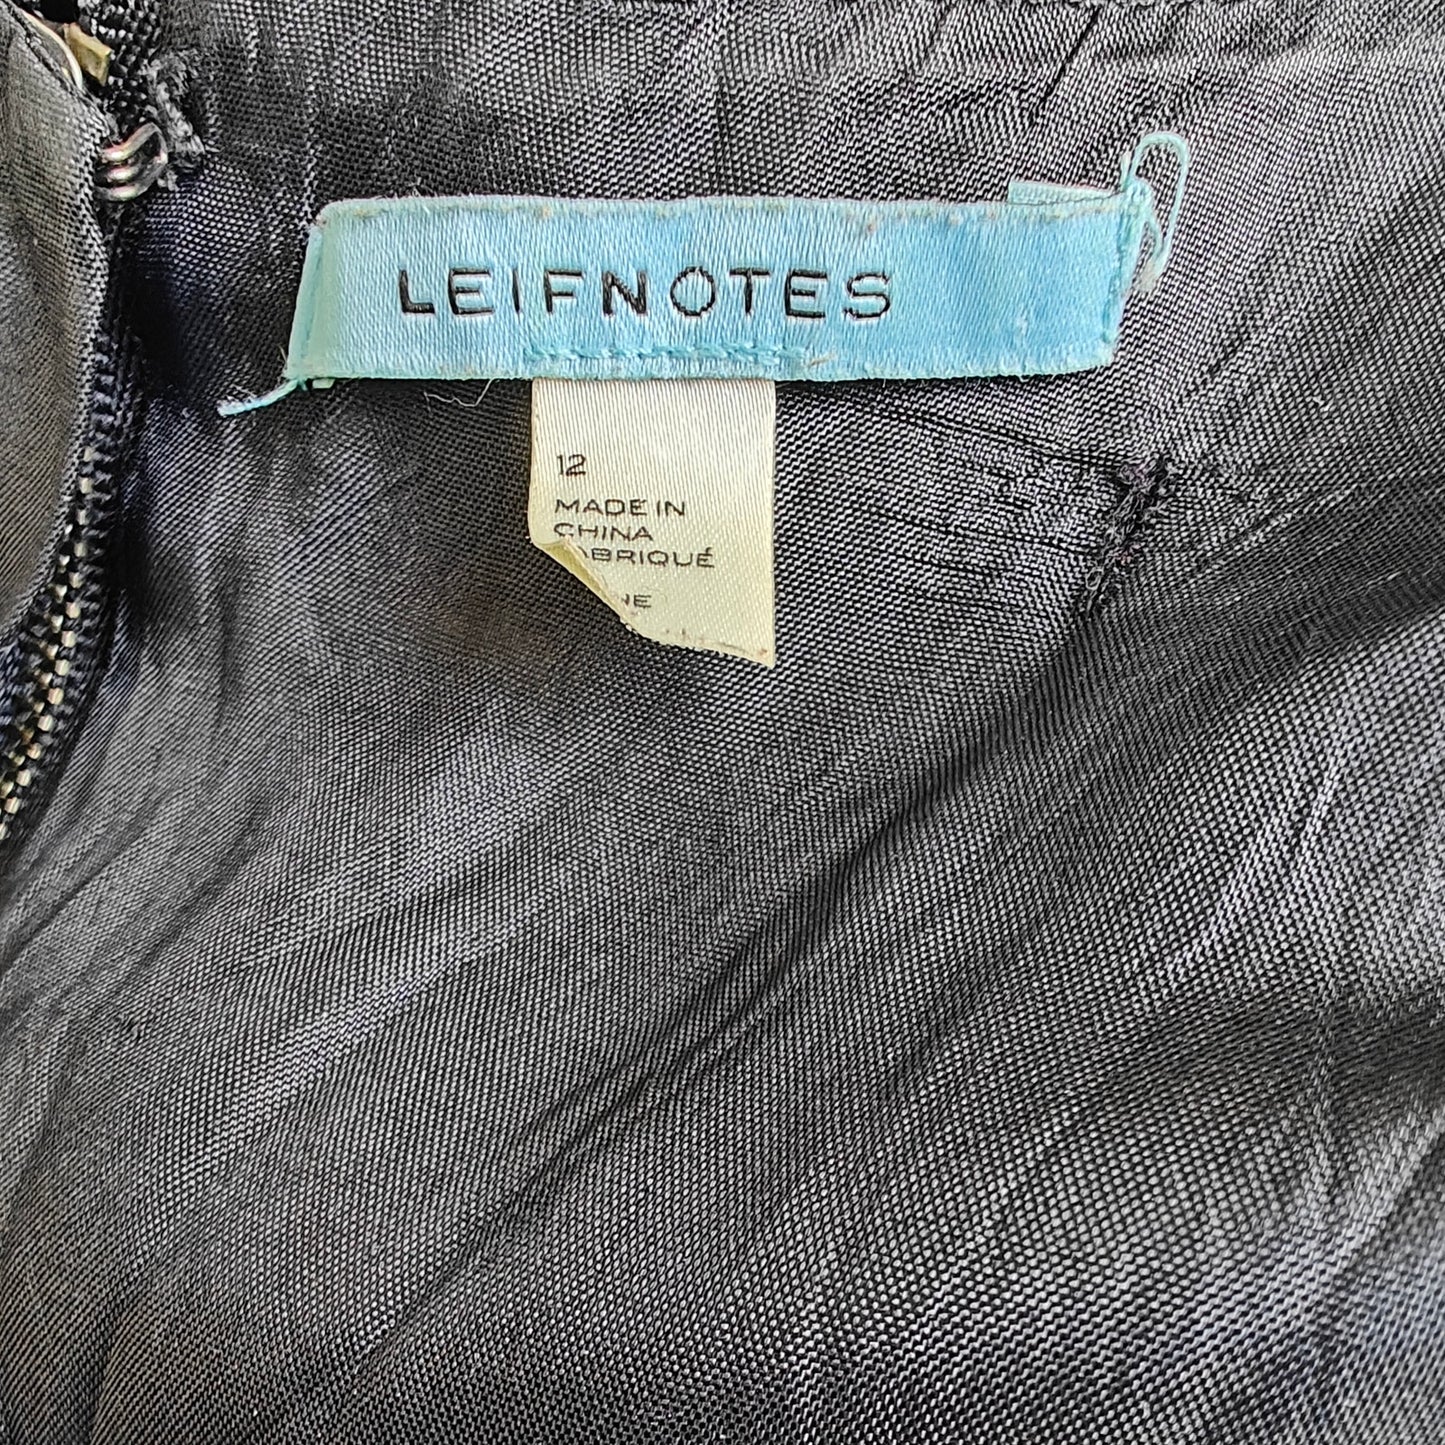 LEIFNOTES
12
MADE IN
CHINA